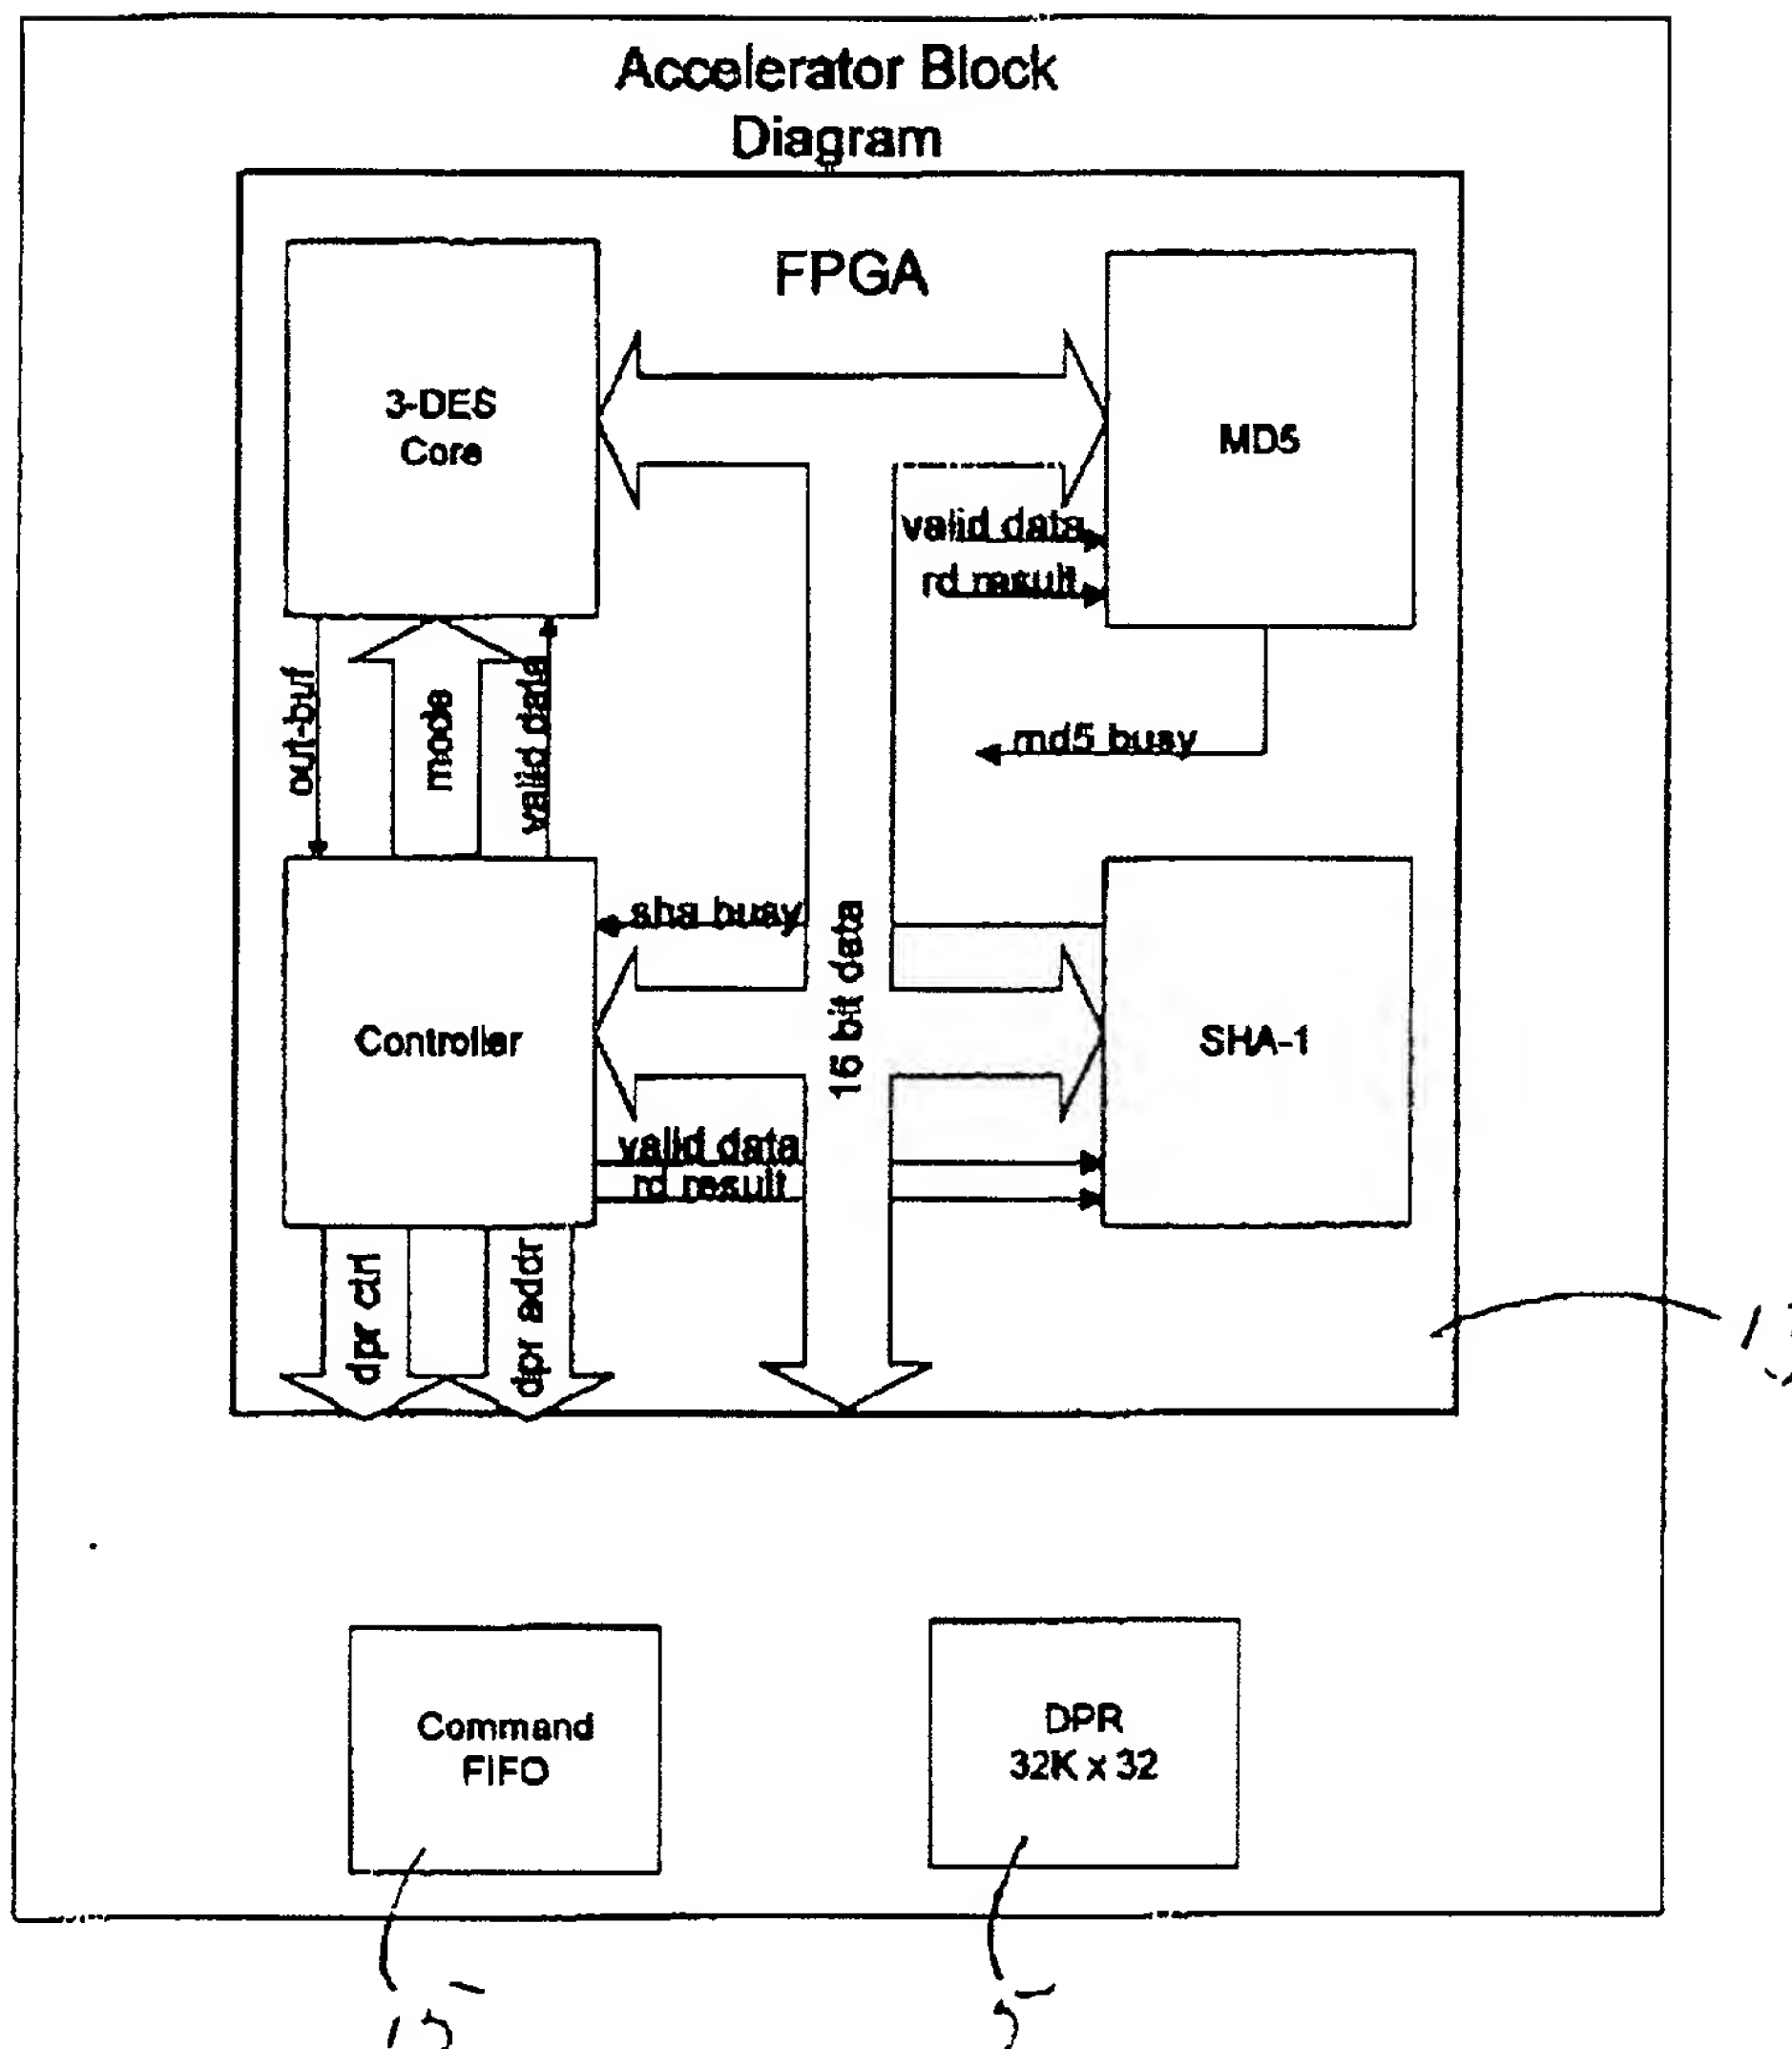 Accelerator Block
Diagram
FPGA
3-DES
Core
MD5
valid data
rd result
out-buf
mode
valid data
md5 busy
sha busy
16 bit data
Controller
SHA-1
valid data
rd result
dpr ctrl
dpr addr
Command
FIFO
DPR
32K x 32
15
5